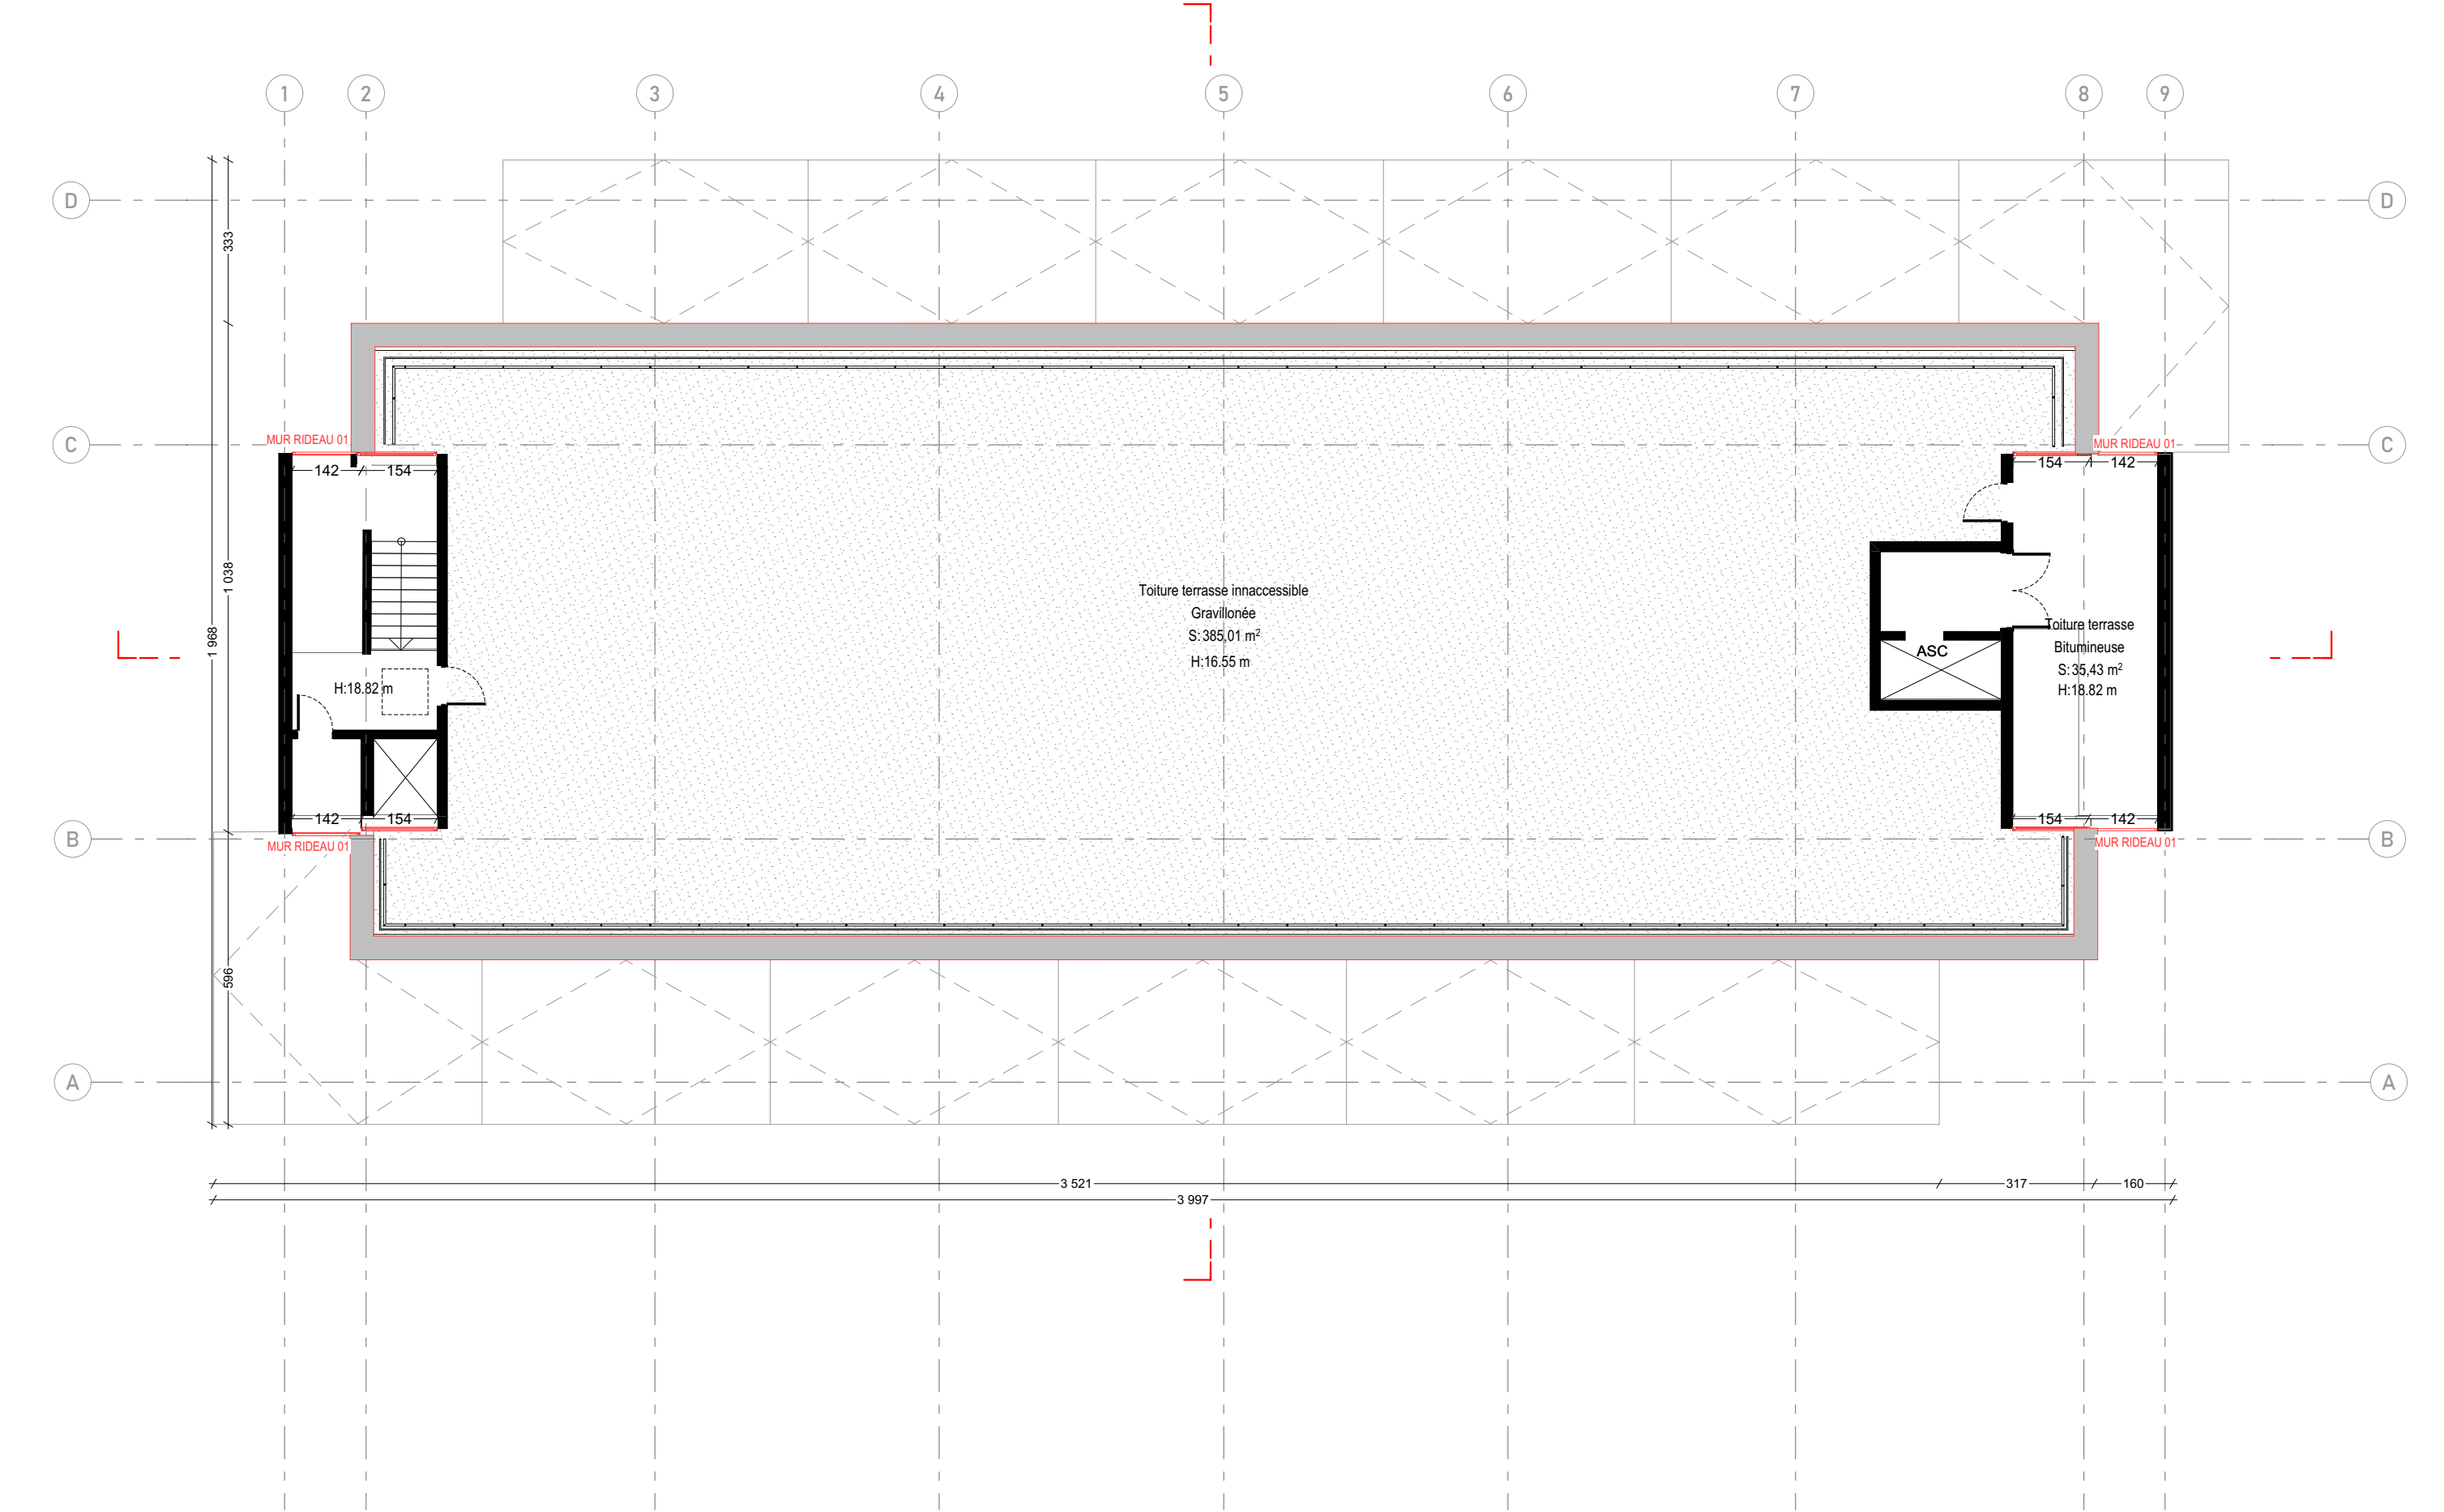 1 2 3 4 5 6 7 8 9
D D
333
C C
MUR RIDEAU 01 MUR RIDEAU 01
142 154 154 142
1 038
1 968
Toiture terrasse innaccessible
Gravillonée
S: 385,01 m²
H:16.55 m
ASC
Toiture terrasse
Bitumineuse
S: 35,43 m²
H:18.82 m
H:18.82 m
142 154 154 142
B B
MUR RIDEAU 01 MUR RIDEAU 01
596
A A
3 521 317 160
3 997